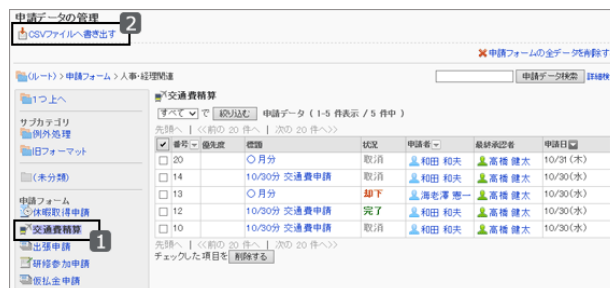 申請データの管理
2
CSVファイルへ書き出す
申請フォームの全データを削除す
(ルート)>申請フォーム>人事・経理関連
申請データ検索 詳細検
1つ上へ
サブカテゴリ
例外処理
旧フォーマット
(未分類)
申請フォーム
休暇取得申請
交通費精算
1
出張申請
研修参加申請
仮払金申請
交通費精算
すべて で 絞り込む 申請データ ( 1-5 件表示 / 5 件中 )
先頭へ | <<前の 20 件へ | 次の 20 件へ>>
番号 優先度 標題 状況 申請者 最終承認者 申請日
20 〇月分 取消 和田 和夫 高橋 健太 10/31(木)
14 10/30分 交通費申請 取消 和田 和夫 高橋 健太 10/30(水)
13 〇月分 却下 海老澤 憲一 高橋 健太 10/30(水)
12 10/30分 交通費申請 完了 和田 和夫 高橋 健太 10/30(水)
10 10/30分 交通費申請 取消 和田 和夫 高橋 健太 10/30(水)
先頭へ | <<前の 20 件へ | 次の 20 件へ>>
チェックした項目を 削除する